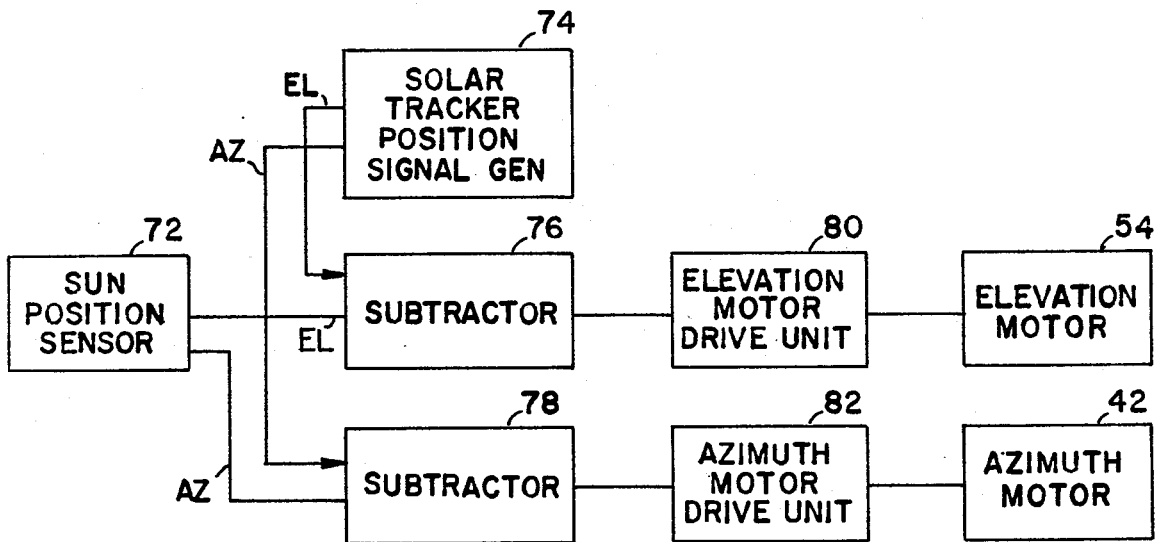 74
SOLAR
TRACKER
POSITION
SIGNAL GEN
EL
AZ
72
SUN
POSITION
SENSOR
76
SUBTRACTOR
EL
80
ELEVATION
MOTOR
DRIVE UNIT
54
ELEVATION
MOTOR
78
SUBTRACTOR
AZ
82
AZIMUTH
MOTOR
DRIVE UNIT
42
AZIMUTH
MOTOR